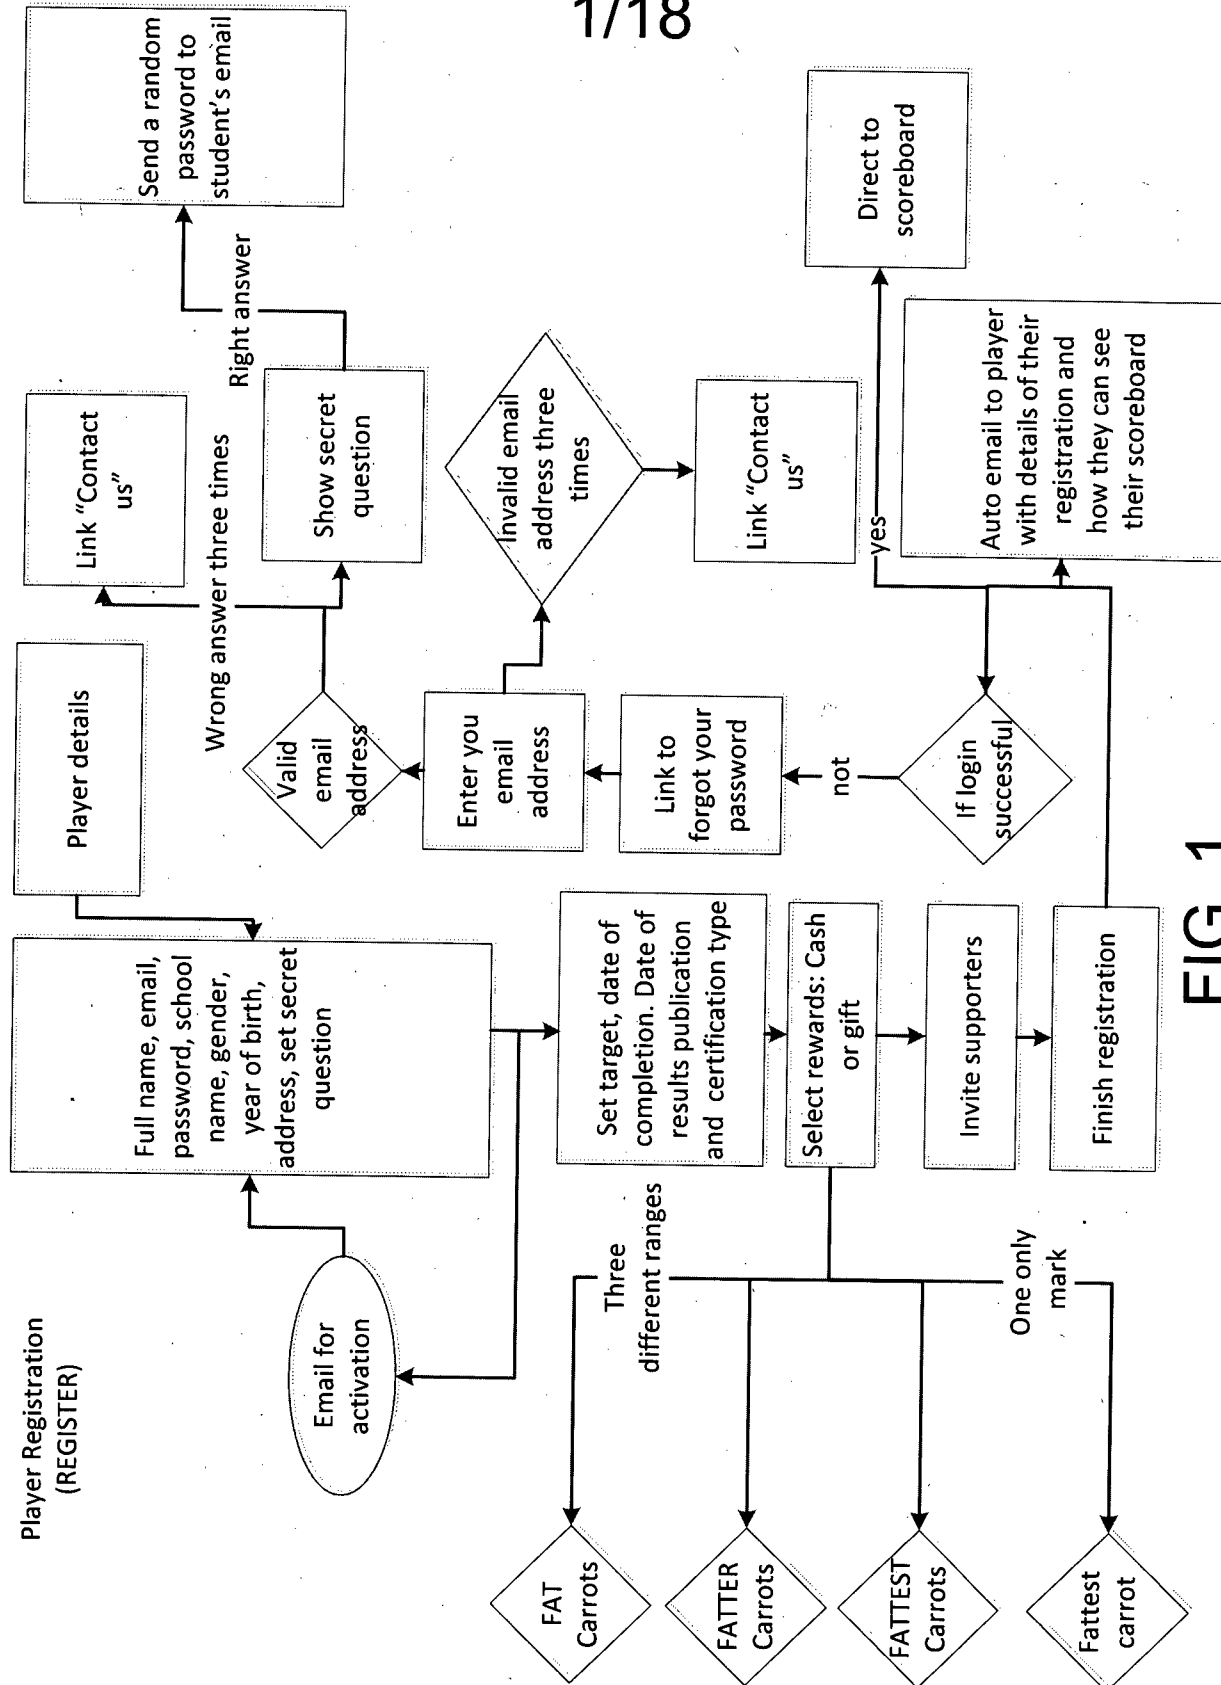 1/18
Player Registration
(REGISTER)
Player details
Full name, email,
password, school
name, gender,
year of birth,
address, set secret
question
Email for
activation
Link “Contact
us”
Wrong answer three times
Send a random
password to
student's email
Right answer
Show secret
question
Valid
email
address
Enter you
email
address
Invalid email
address three
times
Link “Contact
us”
Link to
forgot your
password
not
If login
successful
yes
Direct to
scoreboard
Auto email to player
with details of their
registration and
how they can see
their scoreboard
Set target, date of
completion. Date of
results publication
and certification type
Select rewards: Cash
or gift
Invite supporters
Finish registration
Three
different ranges
One only
mark
FAT
Carrots
FATTER
Carrots
FATTEST
Carrots
Fattest
carrot
FIG. 1